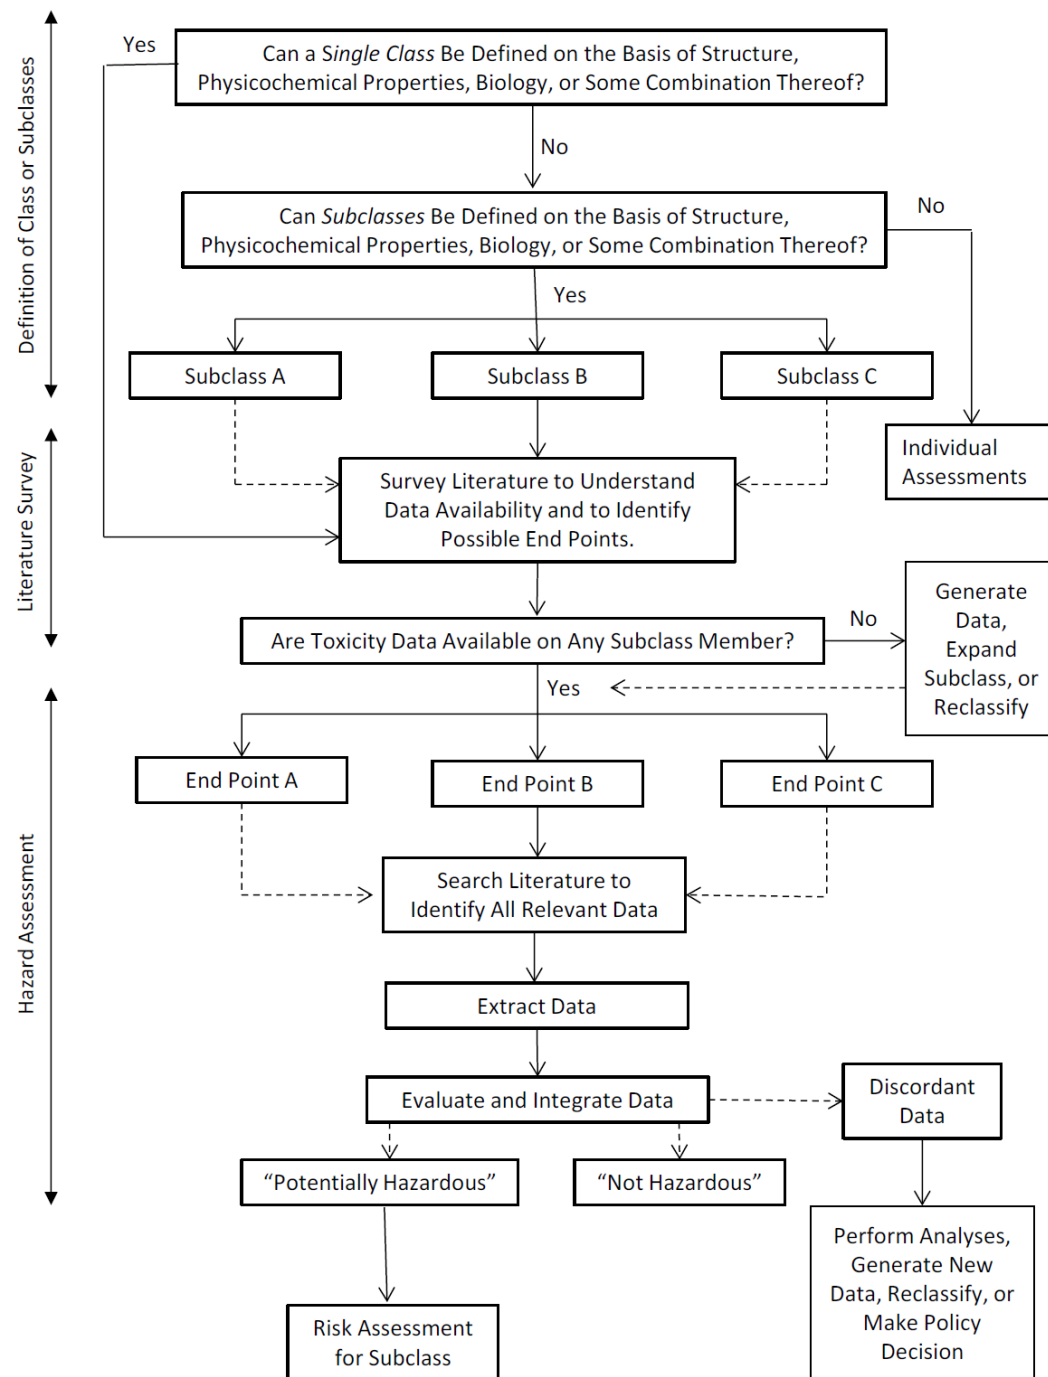 Yes
Can a Single Class Be Defined on the Basis of Structure,
Physicochemical Properties, Biology, or Some Combination Thereof?
No
Can Subclasses Be Defined on the Basis of Structure,
Physicochemical Properties, Biology, or Some Combination Thereof?
No
Yes
Subclass A
Subclass B
Subclass C
Definition of Class or Subclasses
Individual
Assessments
Survey Literature to Understand
Data Availability and to Identify
Possible End Points.
Literature Survey
Are Toxicity Data Available on Any Subclass Member?
No
Generate
Data,
Expand
Subclass, or
Reclassify
Yes
End Point A
End Point B
End Point C
Search Literature to
Identify All Relevant Data
Hazard Assessment
Extract Data
Evaluate and Integrate Data
Discordant
Data
“Potentially Hazardous”
“Not Hazardous”
Perform Analyses,
Generate New
Data, Reclassify, or
Make Policy
Decision
Risk Assessment
for Subclass